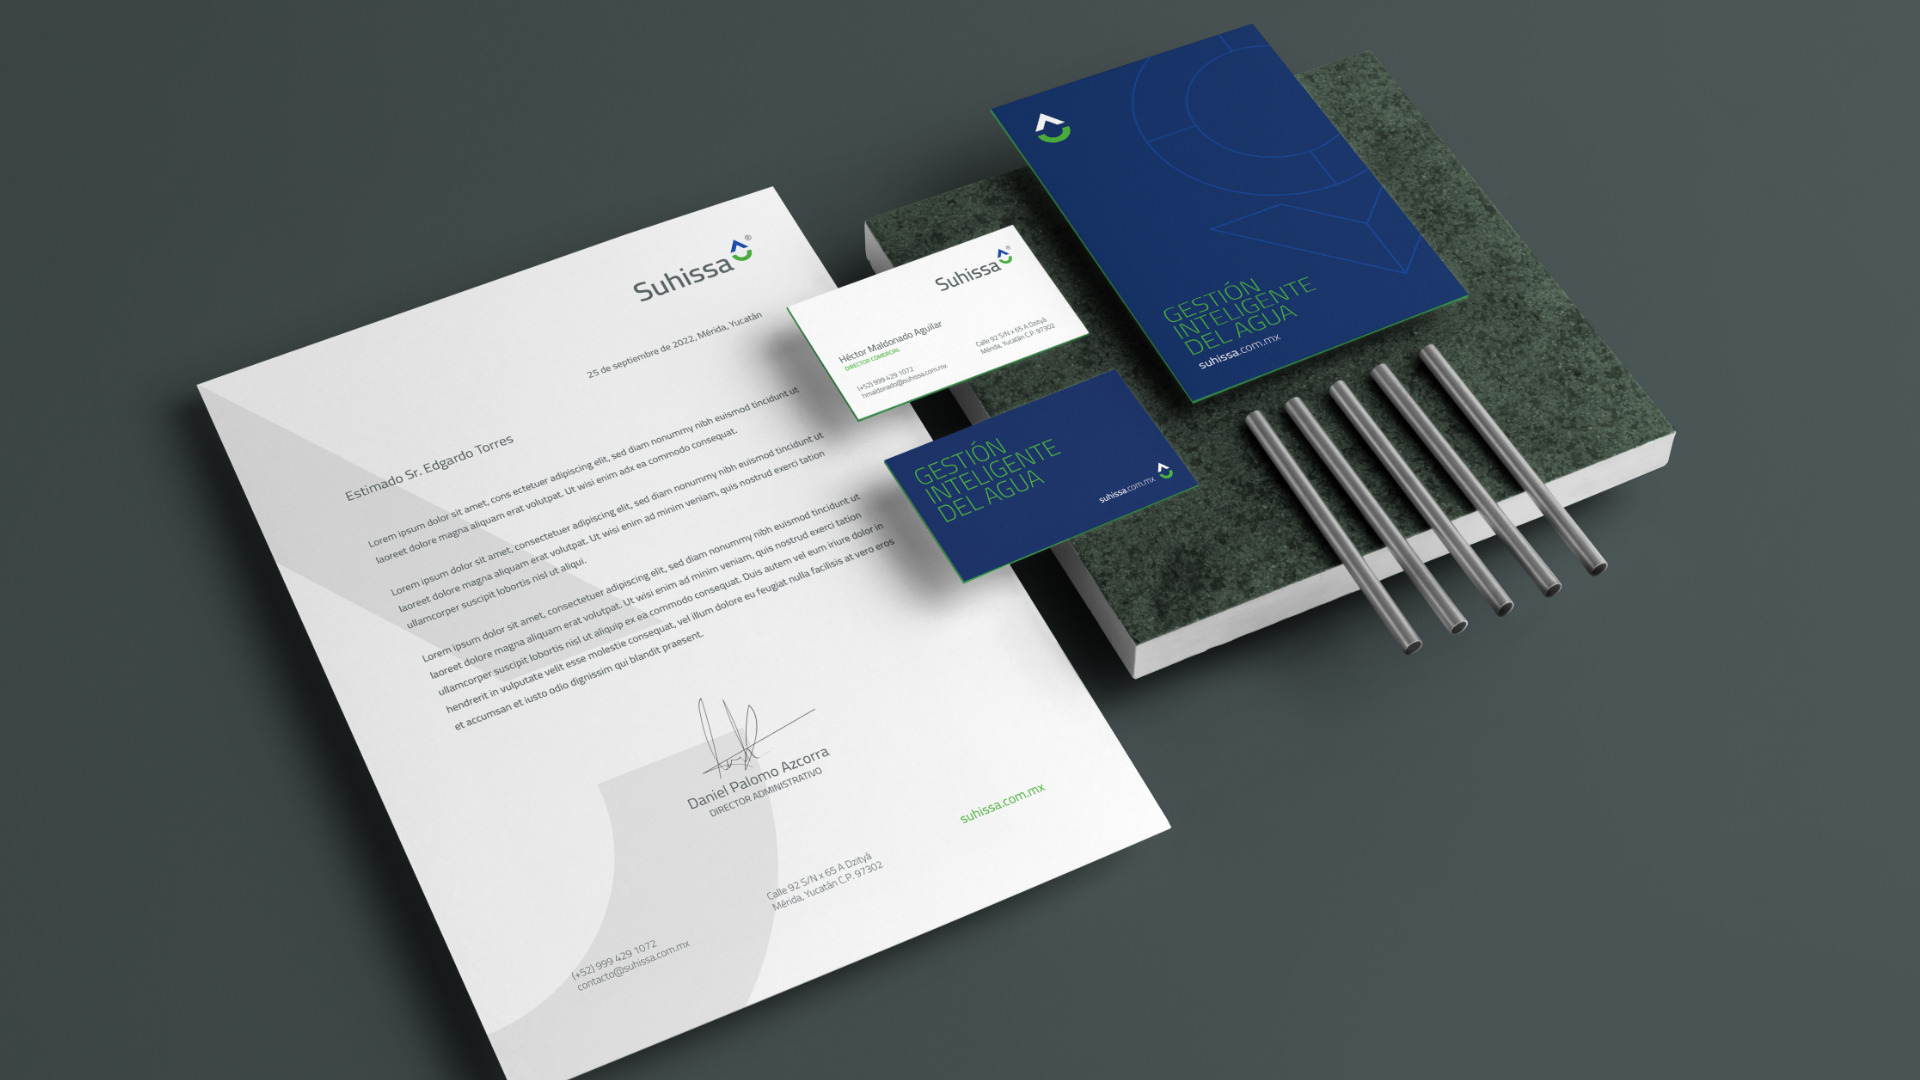 Suhissa®
25 de septiembre de 2022, Mérida, Yucatán
Estimado Sr. Edgardo Torres
Lorem ipsum dolor sit amet, cons ectetuer adipiscing elit, sed diam nonummy nibh euismod tincidunt ut
laoreet dolore magna aliquam erat volutpat. Ut wisi enim adx ea commodo consequat.
Lorem ipsum dolor sit amet, consectetuer adipiscing elit, sed diam nonummy nibh euismod tincidunt ut
laoreet dolore magna aliquam erat volutpat. Ut wisi enim ad minim veniam, quis nostrud exerci tation
ullamcorper suscipit lobortis nisl ut aliqui.
Lorem ipsum dolor sit amet, consectetuer adipiscing elit, sed diam nonummy nibh euismod tincidunt ut
laoreet dolore magna aliquam erat volutpat. Ut wisi enim ad minim veniam, quis nostrud exerci tation
ullamcorper suscipit lobortis nisl ut aliquip ex ea commodo consequat. Duis autem vel eum iriure dolor in
hendrerit in vulputate velit esse molestie consequat, vel illum dolore eu feugiat nulla facilisis at vero eros
et accumsan et iusto odio dignissim qui blandit praesent.
Daniel Palomo Azcorra
DIRECTOR ADMINISTRATIVO
suhissa.com.mx
Calle 92 S/N x 65 A Dzityá
Mérida, Yucatán C.P. 97302
(+52) 999 429 1072
contacto@suhissa.com.mx
Suhissa®
Héctor Maldonado Aguilar
DIRECTOR COMERCIAL
(+52) 999 429 1072
hmaldonado@suhissa.com.mx
Calle 92 S/N x 65 A Dzityá
Mérida, Yucatán C.P. 97302
GESTIÓN
INTELIGENTE
DEL AGUA
suhissa.com.mx
GESTIÓN
INTELIGENTE
DEL AGUA
suhissa.com.mx